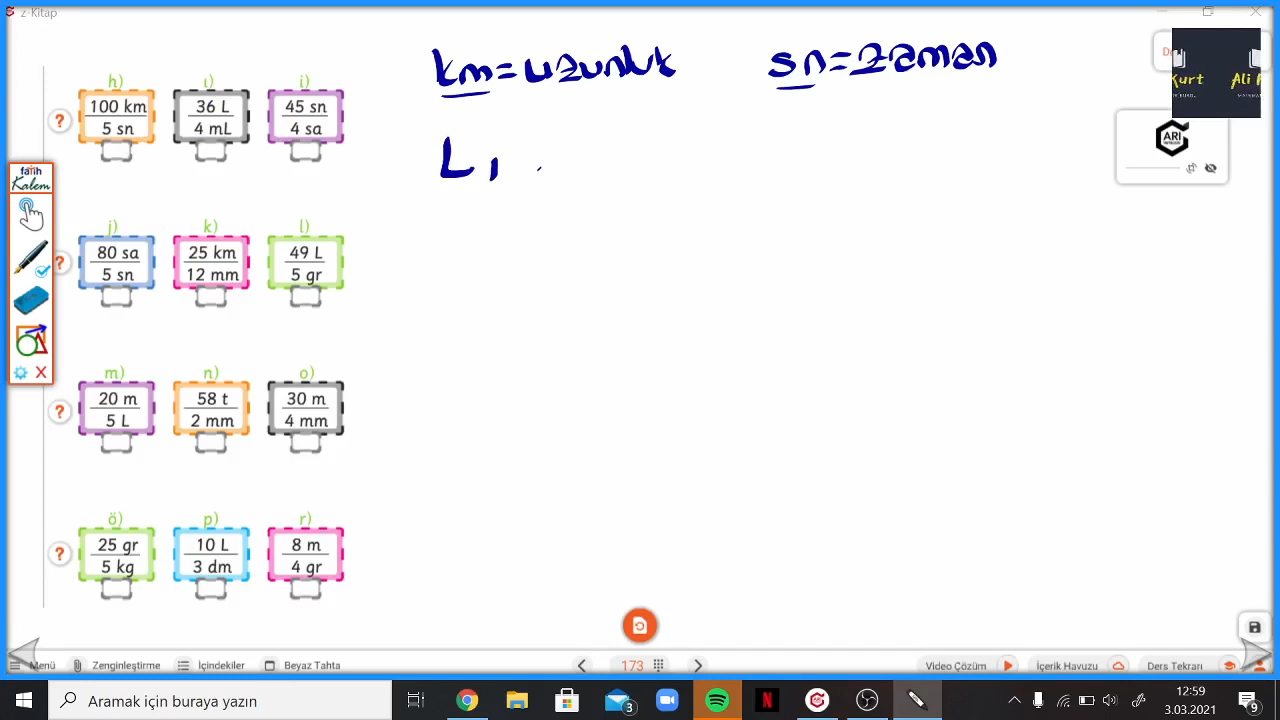 z-Kitap
km=uzunluk sn=zaman
L,
Kurt Ali
ARI
h) ı) i)
100 km 36 L 45 sn
5 sn 4 mL 4 sa
?
fatih
Kalem
j) k) l)
80 sa 25 km 49 L
5 sn 12 mm 5 gr
?
m) n) o)
20 m 58 t 30 m
5 L 2 mm 4 mm
?
ö) p) r)
25 gr 10 L 8 m
5 kg 3 dm 4 gr
?
Menü Zenginleştirme İçindekiler Beyaz Tahta 173 Video Çözüm İçerik Havuzu Ders Tekrarı
Aramak için buraya yazın 3 12:59
3.03.2021 9